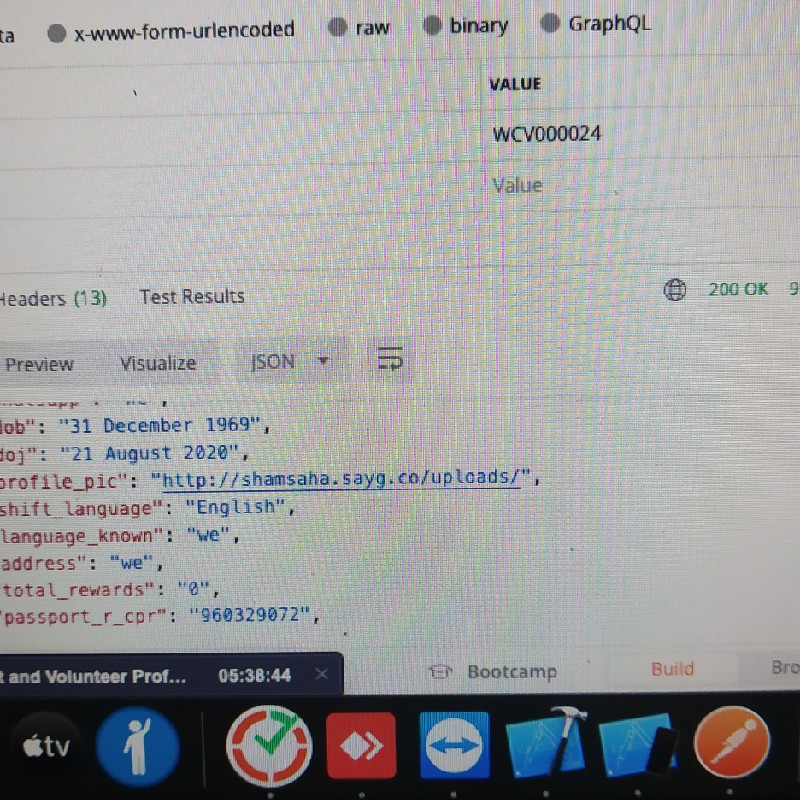 ta x-www-form-urlencoded raw binary GraphQL
VALUE
WCV000024
Value
Headers (13) Test Results 200 OK 9
Preview Visualize JSON
dob": "31 December 1969",
doj": "21 August 2020",
profile_pic": "http://shamsaha.sayg.co/uploads/",
shift_language": "English",
language_known": "we",
address": "we",
"total_rewards": "0",
"passport_r_cpr": "960329072",
t and Volunteer Prof... 05:38:44 ×
Bootcamp Build Bro
tv